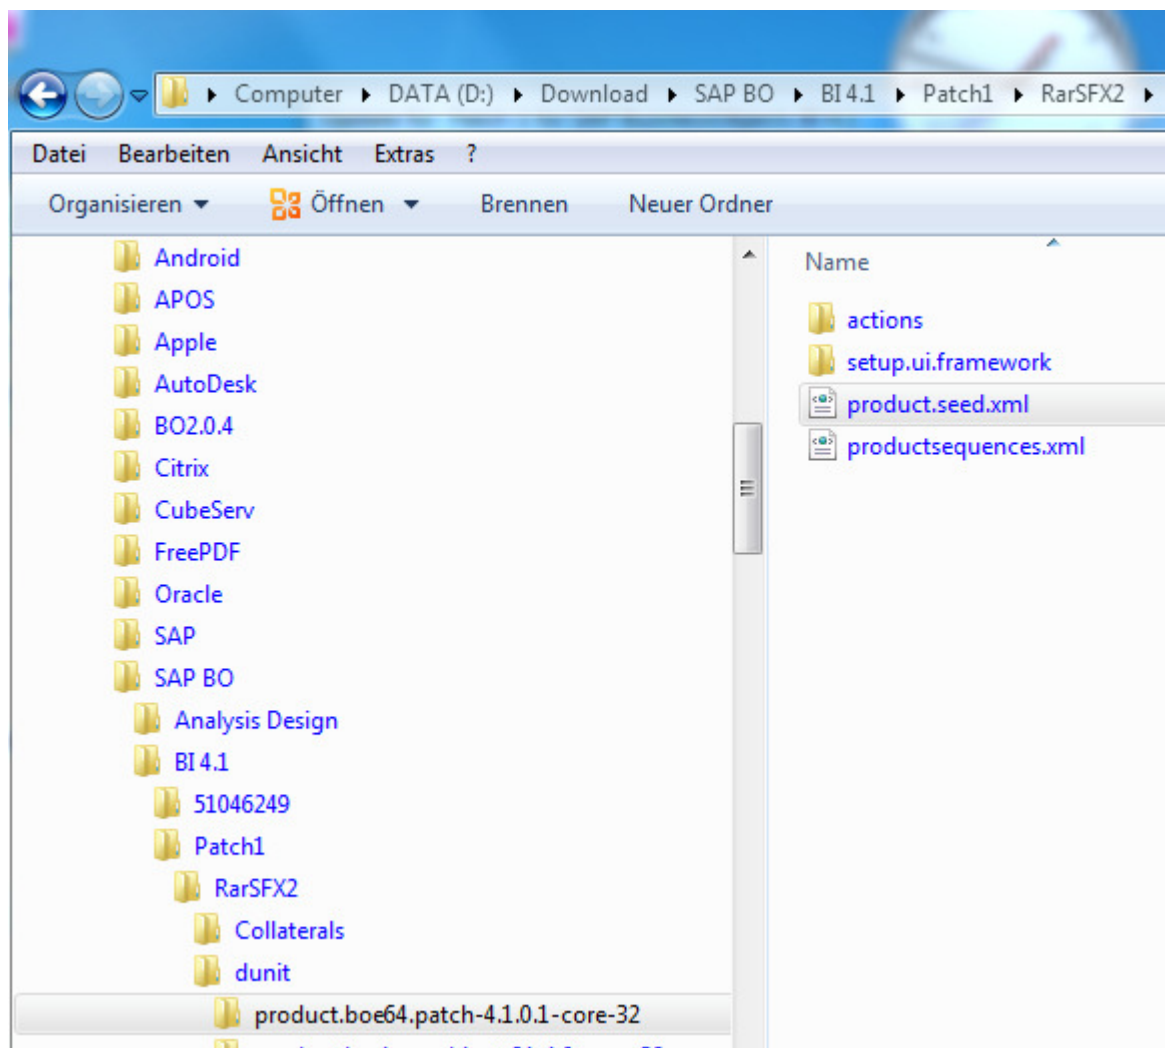 Computer DATA (D:) Download SAP BO BI 4.1 Patch1 RarSFX2
Datei Bearbeiten Ansicht Extras ?
Organisieren Öffnen Brennen Neuer Ordner
Android
APOS
Apple
AutoDesk
BO2.0.4
Citrix
CubeServ
FreePDF
Oracle
SAP
SAP BO
Analysis Design
BI 4.1
51046249
Patch1
RarSFX2
Collaterals
dunit
product.boe64.patch-4.1.0.1-core-32
Name
actions
setup.ui.framework
product.seed.xml
productsequences.xml